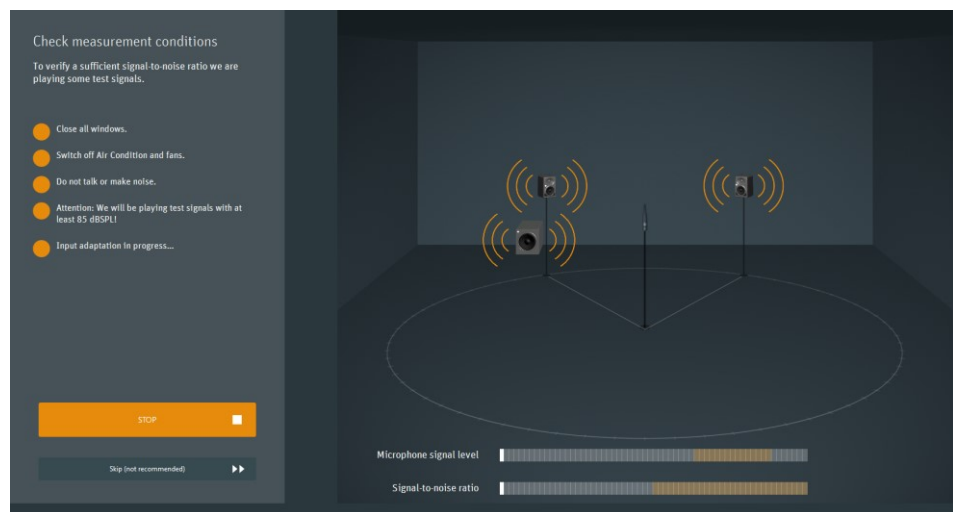 Check measurement conditions
To verify a sufficient signal-to-noise ratio we are
playing some test signals.
Close all windows.
Switch off Air Condition and fans.
Do not talk or make noise.
Attention: We will be playing test signals with at
least 85 dBSPL!
Input adaptation in progress...
STOP
Skip (not recommended)
Microphone signal level
Signal-to-noise ratio